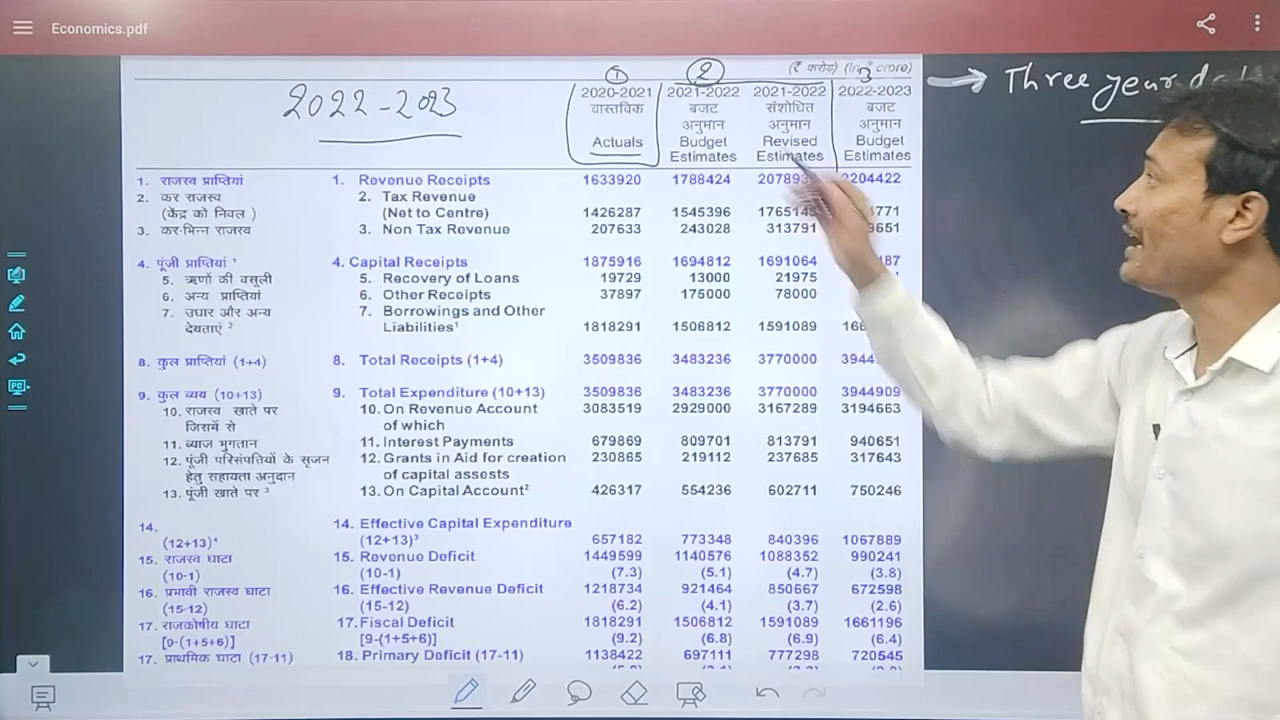 Economics.pdf
(₹ करोड़) (In ₹ crore)
① ② 3
→ Three year
2022-2023
2020-2021 2021-2022 2021-2022 2022-2023
वास्तविक बजट संशोधित बजट
अनुमान अनुमान अनुमान
Actuals Budget Revised Budget
Estimates Estimates Estimates
1. राजस्व प्राप्तियां 1. Revenue Receipts 1633920 1788424 2204422
2. कर राजस्व 2. Tax Revenue
(केंद्र को निवल ) (Net to Centre) 1426287 1545396
3. कर-भिन्न राजस्व 3. Non Tax Revenue 207633 243028 313791
4. पूंजी प्राप्तियां ¹ 4. Capital Receipts 1875916 1694812 1691064
5. ऋणों की वसूली 5. Recovery of Loans 19729 13000 21975
6. अन्य प्राप्तियां 6. Other Receipts 37897 175000 78000
7. उधार और अन्य 7. Borrowings and Other
देयताएं ² Liabilities¹ 1818291 1506812 1591089
8. कुल प्राप्तियां (1+4) 8. Total Receipts (1+4) 3509836 3483236 3770000
9. कुल व्यय (10+13) 9. Total Expenditure (10+13) 3509836 3483236 3770000 3944909
10. राजस्व खाते पर 10. On Revenue Account 3083519 2929000 3167289 3194663
जिसमें से of which
11. ब्याज भुगतान 11. Interest Payments 679869 809701 813791 940651
12. पूंजी परिसंपत्तियों के सृजन 12. Grants in Aid for creation 230865 219112 237685 317643
हेतु सहायता अनुदान of capital assests
13. पूंजी खाते पर ³ 13. On Capital Account² 426317 554236 602711 750246
14. 14. Effective Capital Expenditure
(12+13)⁴ (12+13)³ 657182 773348 840396 1067889
15. राजस्व घाटा 15. Revenue Deficit 1449599 1140576 1088352 990241
(10-1) (10-1) (7.3) (5.1) (4.7) (3.8)
16. प्रभावी राजस्व घाटा 16. Effective Revenue Deficit 1218734 921464 850667 672598
(15-12) (15-12) (6.2) (4.1) (3.7) (2.6)
17. राजकोषीय घाटा 17. Fiscal Deficit 1818291 1506812 1591089 1661196
[9-(1+5+6)] [9-(1+5+6)] (9.2) (6.8) (6.9) (6.4)
17. प्राथमिक घाटा (17-11) 18. Primary Deficit (17-11) 1138422 697111 777298 720545
PC